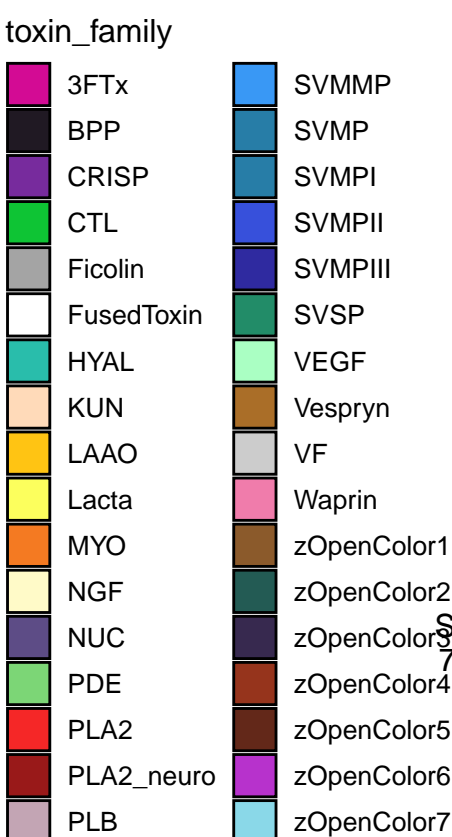 toxin_family
3FTx
BPP
CRISP
CTL
Ficolin
FusedToxin
HYAL
KUN
LAAO
Lacta
MYO
NGF
NUC
PDE
PLA2
PLA2_neuro
PLB
SVMMP
SVMP
SVMPI
SVMPII
SVMPIII
SVSP
VEGF
Vespryn
VF
Waprin
zOpenColor1
zOpenColor2
zOpenColor3
zOpenColor4
zOpenColor5
zOpenColor6
zOpenColor7